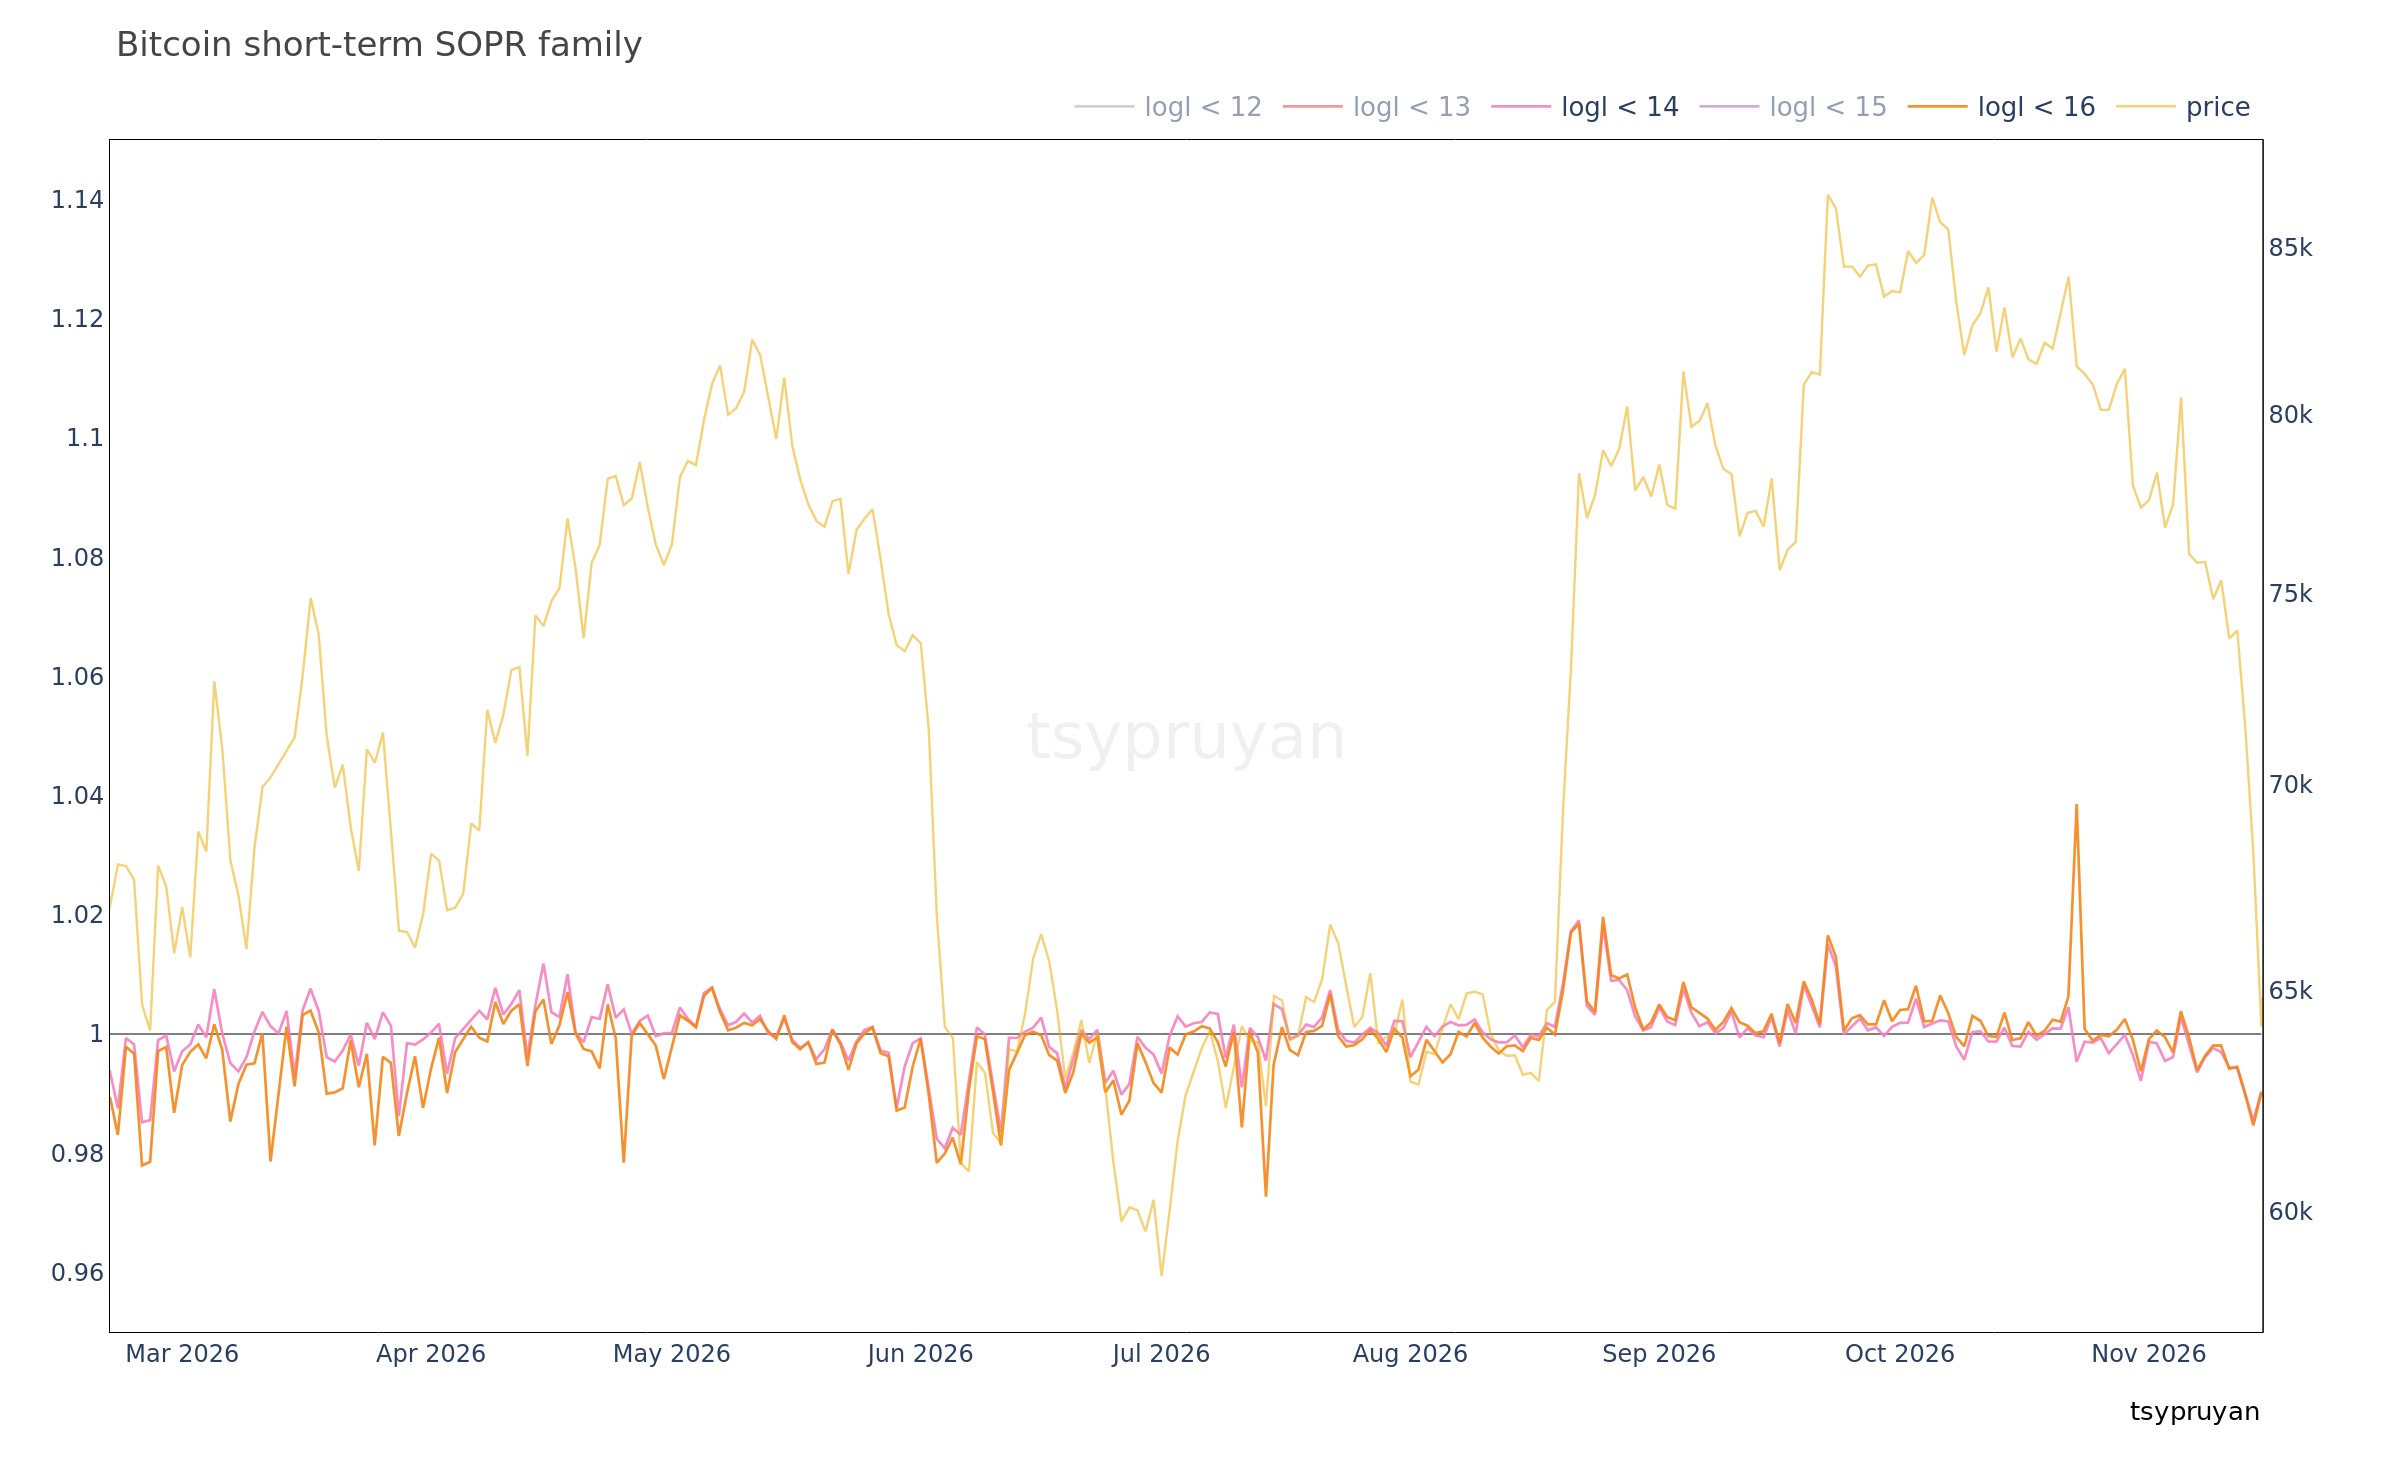 Bitcoin short-term SOPR family
logl < 12 logl < 13 logl < 14 logl < 15 logl < 16 price
1.14
1.12
1.1
1.08
1.06
1.04
1.02
1
0.98
0.96
85k
80k
75k
70k
65k
60k
tsypruyan
Mar 2026 Apr 2026 May 2026 Jun 2026 Jul 2026 Aug 2026 Sep 2026 Oct 2026 Nov 2026
tsypruyan